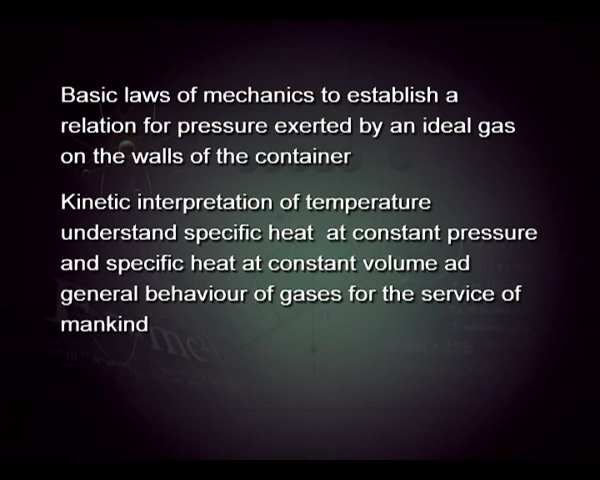 Basic laws of mechanics to establish a
relation for pressure exerted by an ideal gas
on the walls of the container
Kinetic interpretation of temperature
understand specific heat at constant pressure
and specific heat at constant volume ad
general behaviour of gases for the service of
mankind
mc